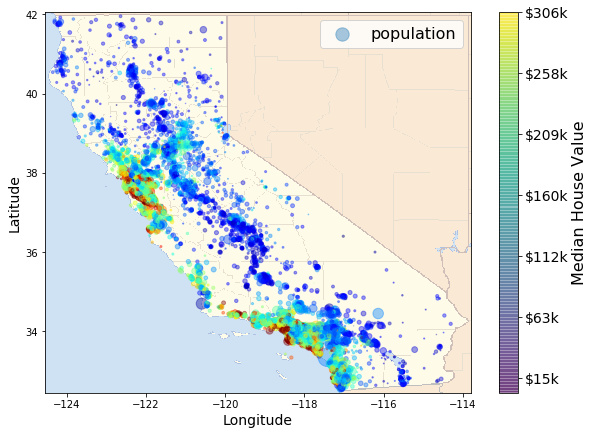 population
42
40
38
36
34
Latitude
−124
−122
−120
−118
−116
−114
Longitude
$306k
$258k
$209k
$160k
$112k
$63k
$15k
Median House Value